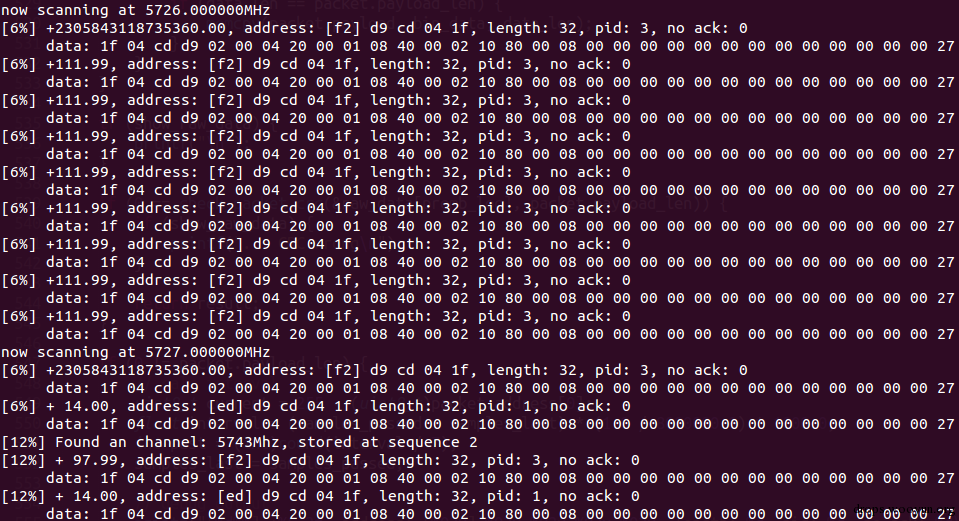 now scanning at 5726.000000MHz
[6%] +2305843118735360.00, address: [f2] d9 cd 04 1f, length: 32, pid: 3, no ack: 0
data: 1f 04 cd d9 02 00 04 20 00 01 08 40 00 02 10 80 00 08 00 00 00 00 00 00 00 00 00 00 00 00 00 27
[6%] +111.99, address: [f2] d9 cd 04 1f, length: 32, pid: 3, no ack: 0
data: 1f 04 cd d9 02 00 04 20 00 01 08 40 00 02 10 80 00 08 00 00 00 00 00 00 00 00 00 00 00 00 00 27
[6%] +111.99, address: [f2] d9 cd 04 1f, length: 32, pid: 3, no ack: 0
data: 1f 04 cd d9 02 00 04 20 00 01 08 40 00 02 10 80 00 08 00 00 00 00 00 00 00 00 00 00 00 00 00 27
[6%] +111.99, address: [f2] d9 cd 04 1f, length: 32, pid: 3, no ack: 0
data: 1f 04 cd d9 02 00 04 20 00 01 08 40 00 02 10 80 00 08 00 00 00 00 00 00 00 00 00 00 00 00 00 27
[6%] +111.99, address: [f2] d9 cd 04 1f, length: 32, pid: 3, no ack: 0
data: 1f 04 cd d9 02 00 04 20 00 01 08 40 00 02 10 80 00 08 00 00 00 00 00 00 00 00 00 00 00 00 00 27
[6%] +111.99, address: [f2] d9 cd 04 1f, length: 32, pid: 3, no ack: 0
data: 1f 04 cd d9 02 00 04 20 00 01 08 40 00 02 10 80 00 08 00 00 00 00 00 00 00 00 00 00 00 00 00 27
[6%] +111.99, address: [f2] d9 cd 04 1f, length: 32, pid: 3, no ack: 0
data: 1f 04 cd d9 02 00 04 20 00 01 08 40 00 02 10 80 00 08 00 00 00 00 00 00 00 00 00 00 00 00 00 27
[6%] +111.99, address: [f2] d9 cd 04 1f, length: 32, pid: 3, no ack: 0
data: 1f 04 cd d9 02 00 04 20 00 01 08 40 00 02 10 80 00 08 00 00 00 00 00 00 00 00 00 00 00 00 00 27
[6%] +111.99, address: [f2] d9 cd 04 1f, length: 32, pid: 3, no ack: 0
data: 1f 04 cd d9 02 00 04 20 00 01 08 40 00 02 10 80 00 08 00 00 00 00 00 00 00 00 00 00 00 00 00 27
now scanning at 5727.000000MHz
[6%] +2305843118735360.00, address: [f2] d9 cd 04 1f, length: 32, pid: 3, no ack: 0
data: 1f 04 cd d9 02 00 04 20 00 01 08 40 00 02 10 80 00 08 00 00 00 00 00 00 00 00 00 00 00 00 00 27
[6%] + 14.00, address: [ed] d9 cd 04 1f, length: 32, pid: 1, no ack: 0
data: 1f 04 cd d9 02 00 04 20 00 01 08 40 00 02 10 80 00 08 00 00 00 00 00 00 00 00 00 00 00 00 00 27
[12%] Found an channel: 5743Mhz, stored at sequence 2
[12%] + 97.99, address: [f2] d9 cd 04 1f, length: 32, pid: 3, no ack: 0
data: 1f 04 cd d9 02 00 04 20 00 01 08 40 00 02 10 80 00 08 00 00 00 00 00 00 00 00 00 00 00 00 00 27
[12%] + 14.00, address: [ed] d9 cd 04 1f, length: 32, pid: 1, no ack: 0
data: 1f 04 cd d9 02 00 04 20 00 01 08 40 00 02 10 80 00 08 00 00 00 00 00 00 00 00 00 00 00 00 00 27